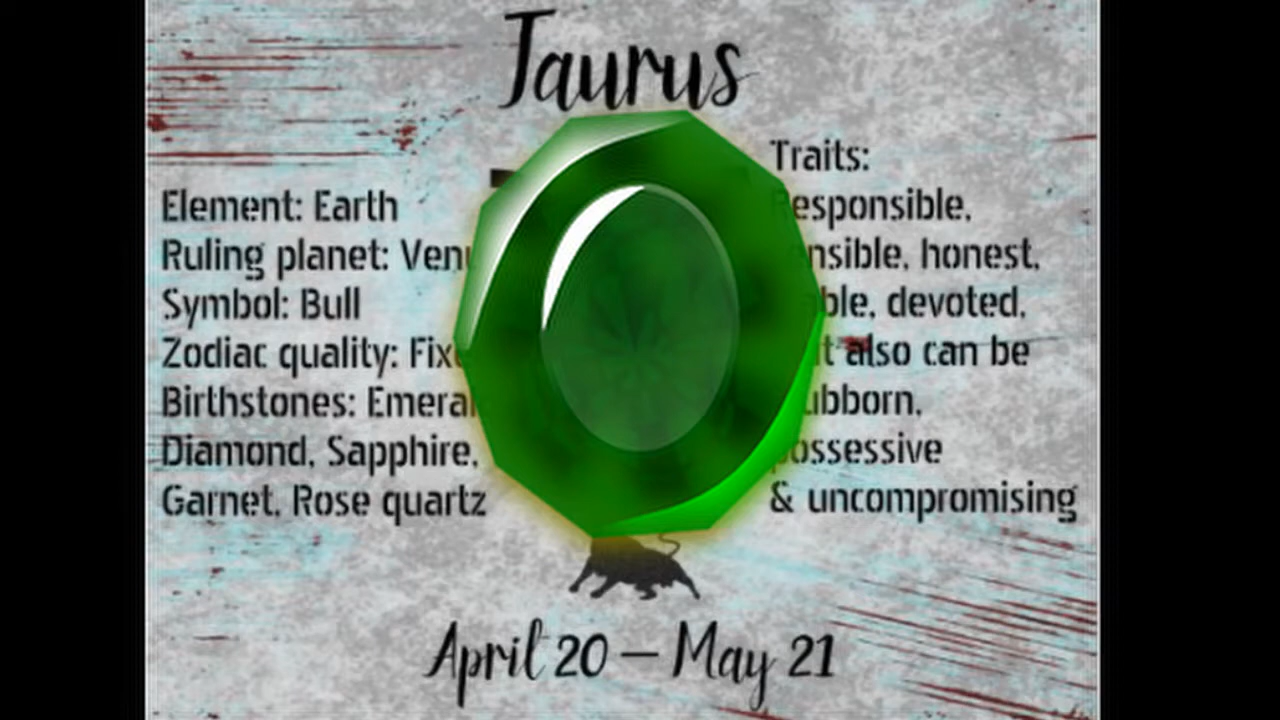 Taurus
Element: Earth
Ruling planet: Venu
Symbol: Bull
Zodiac quality: Fix
Birthstones: Emera
Diamond, Sapphire,
Garnet, Rose quartz
Traits:
Responsible,
nsible, honest,
ble, devoted,
t also can be
ubborn,
possessive
& uncompromising
April 20 – May 21